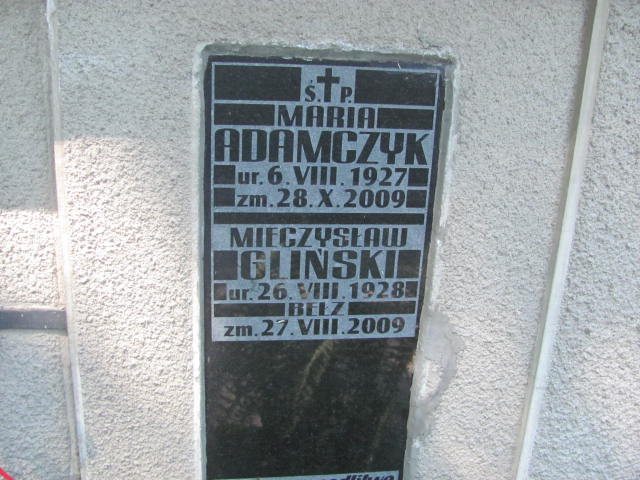 Ś.✝P.
MARIA
ADAMCZYK
ur. 6. VIII. 1927
zm. 28. X. 2009
MIECZYSŁAW
GLIŃSKI
ur. 26. VIII. 1928
BEŁZ
zm. 27. VIII. 2009